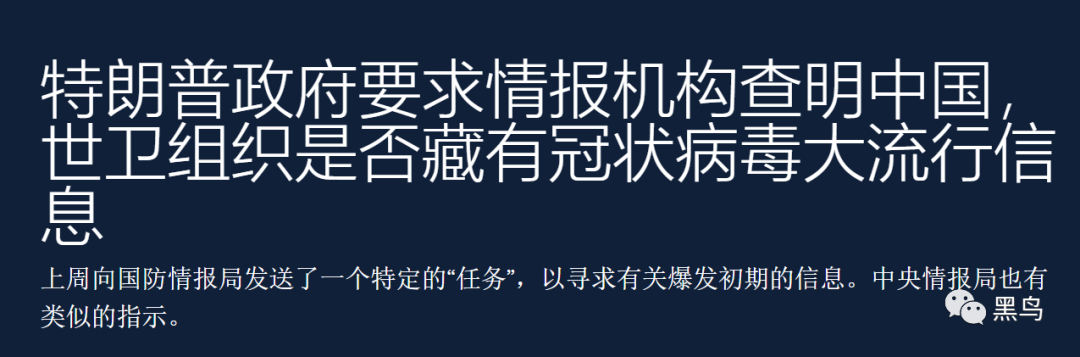 特朗普政府要求情报机构查明中国，
世卫组织是否藏有冠状病毒大流行信
息
上周向国防情报局发送了一个特定的“任务”，以寻求有关爆发初期的信息。中央情报局也有
类似的指示。
黑鸟